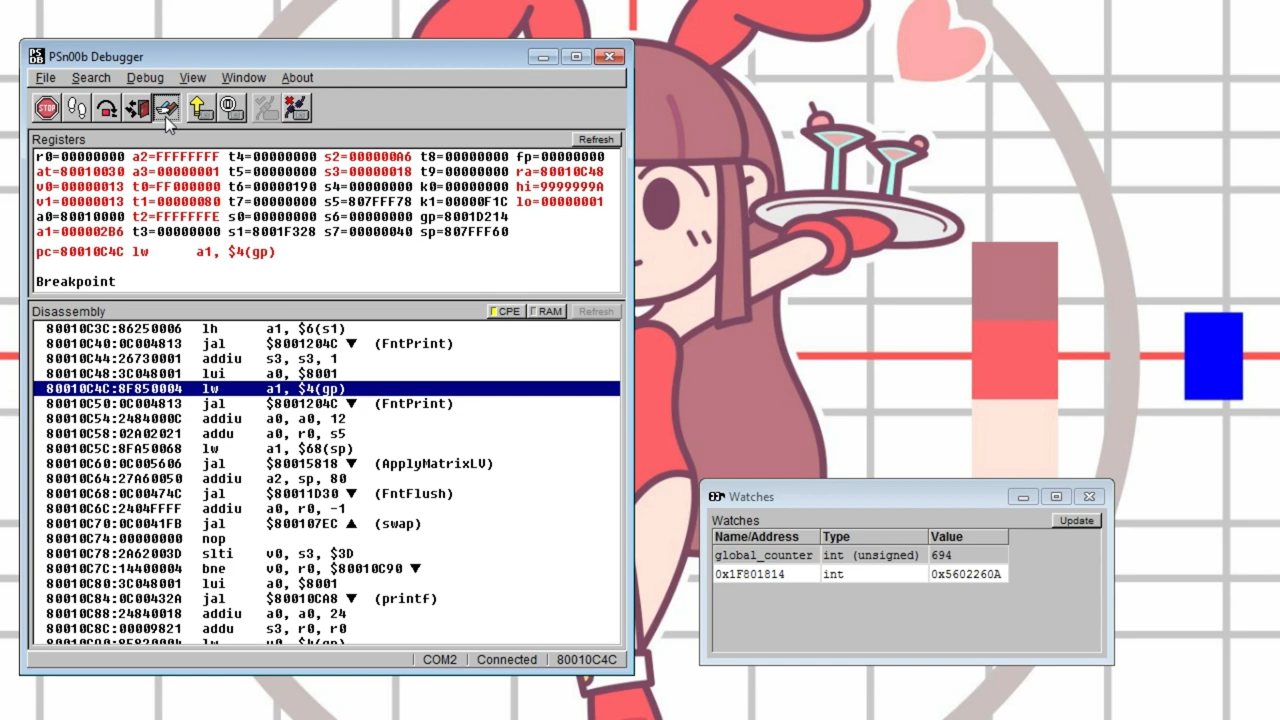 PSn00b Debugger
File Search Debug View Window About
STOP
Registers Refresh
r0=00000000 a2=FFFFFFFF t4=00000000 s2=000000A6 t8=00000000 fp=00000000
at=80010030 a3=00000001 t5=00000000 s3=00000018 t9=00000000 ra=80010C48
v0=00000013 t0=FF000000 t6=00000190 s4=00000000 k0=00000000 hi=9999999A
v1=00000013 t1=00000080 t7=00000000 s5=807FFF78 k1=00000F1C lo=00000001
a0=80010000 t2=FFFFFFFE s0=00000000 s6=00000000 gp=8001D214
a1=000002B6 t3=00000000 s1=8001F328 s7=00000040 sp=807FFF60
pc=80010C4C lw a1, $4(gp)
Breakpoint
Disassembly CPE RAM Refresh
80010C3C:86250006 lh a1, $6(s1)
80010C40:0C004813 jal $8001204C ▼ (FntPrint)
80010C44:26730001 addiu s3, s3, 1
80010C48:3C048001 lui a0, $8001
80010C4C:8F850004 lw a1, $4(gp)
80010C50:0C004813 jal $8001204C ▼ (FntPrint)
80010C54:2484000C addiu a0, a0, 12
80010C58:02A02021 addu a0, r0, s5
80010C5C:8FA50068 lw a1, $68(sp)
80010C60:0C005606 jal $80015818 ▼ (ApplyMatrixLV)
80010C64:27A60050 addiu a2, sp, 80
80010C68:0C00474C jal $80011D30 ▼ (FntFlush)
80010C6C:2404FFFF addiu a0, r0, -1
80010C70:0C0041FB jal $800107EC ▲ (swap)
80010C74:00000000 nop
80010C78:2A62003D slti v0, s3, $3D
80010C7C:14400004 bne v0, r0, $80010C90 ▼
80010C80:3C048001 lui a0, $8001
80010C84:0C00432A jal $80010CA8 ▼ (printf)
80010C88:24840018 addiu a0, a0, 24
80010C8C:00009821 addu s3, r0, r0
80010C90:8F820004 lw v0, $4(gp)
COM2 Connected 80010C4C
Watches
Watches Update
Name/Address Type Value
global_counter int (unsigned) 694
0x1F801814 int 0x5602260A